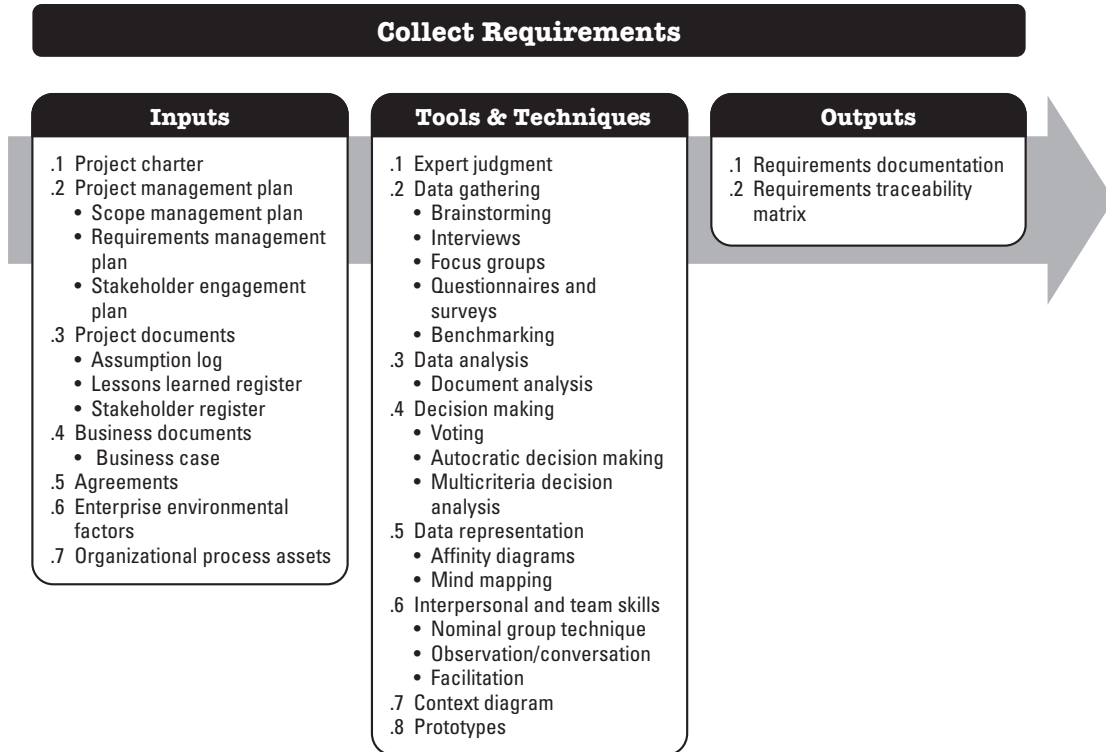 Collect Requirements
Inputs
.1 Project charter
.2 Project management plan
• Scope management plan
• Requirements management
plan
• Stakeholder engagement
plan
.3 Project documents
• Assumption log
• Lessons learned register
• Stakeholder register
.4 Business documents
• Business case
.5 Agreements
.6 Enterprise environmental
factors
.7 Organizational process assets
Tools & Techniques
.1 Expert judgment
.2 Data gathering
• Brainstorming
• Interviews
• Focus groups
• Questionnaires and
surveys
• Benchmarking
.3 Data analysis
• Document analysis
.4 Decision making
• Voting
• Autocratic decision making
• Multicriteria decision
analysis
.5 Data representation
• Affinity diagrams
• Mind mapping
.6 Interpersonal and team skills
• Nominal group technique
• Observation/conversation
• Facilitation
.7 Context diagram
.8 Prototypes
Outputs
.1 Requirements documentation
.2 Requirements traceability
matrix